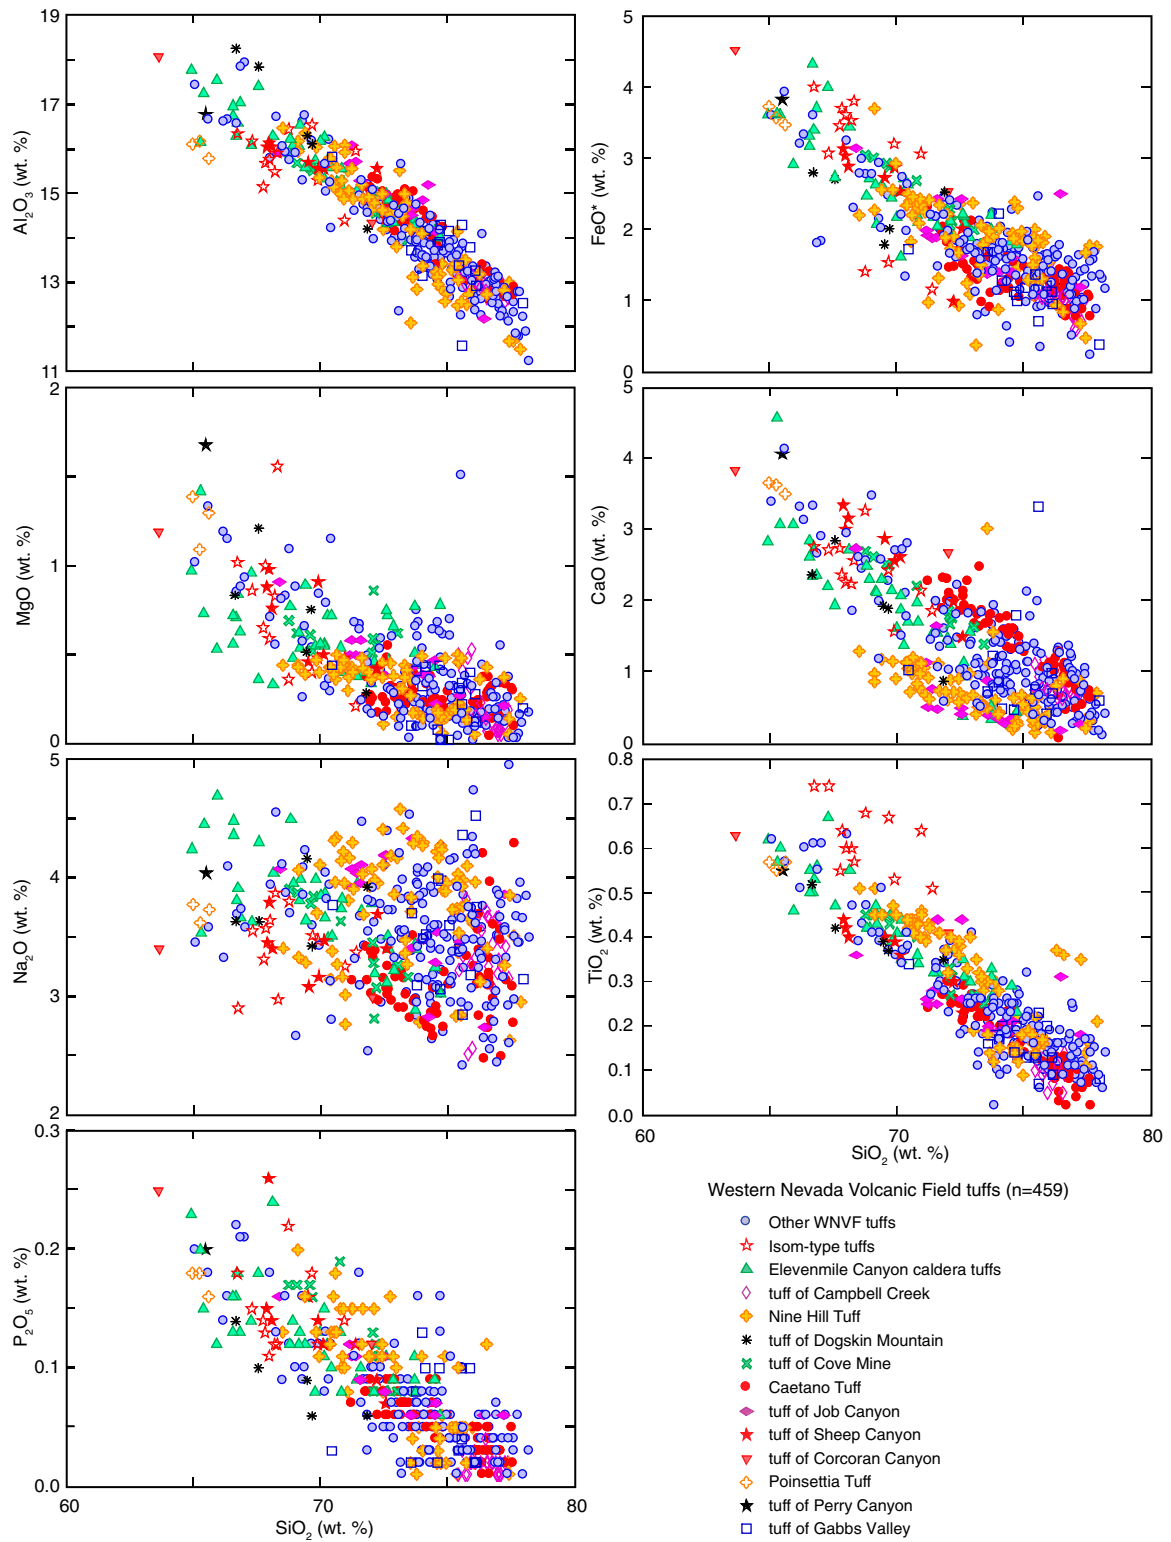 19
17
15
13
11
Al2O3 (wt. %)
5
4
3
2
1
0
FeO* (wt. %)
2
1
0
MgO (wt. %)
5
4
3
2
1
0
CaO (wt. %)
5
4
3
2
Na2O (wt. %)
0.8
0.7
0.6
0.5
0.4
0.3
0.2
0.1
0.0
TiO2 (wt. %)
60
70
80
SiO2 (wt. %)
0.3
0.2
0.1
0.0
P2O5 (wt. %)
60
70
80
SiO2 (wt. %)
Western Nevada Volcanic Field tuffs (n=459)
Other WNVF tuffs
Isom-type tuffs
Elevenmile Canyon caldera tuffs
tuff of Campbell Creek
Nine Hill Tuff
tuff of Dogskin Mountain
tuff of Cove Mine
Caetano Tuff
tuff of Job Canyon
tuff of Sheep Canyon
tuff of Corcoran Canyon
Poinsettia Tuff
tuff of Perry Canyon
tuff of Gabbs Valley